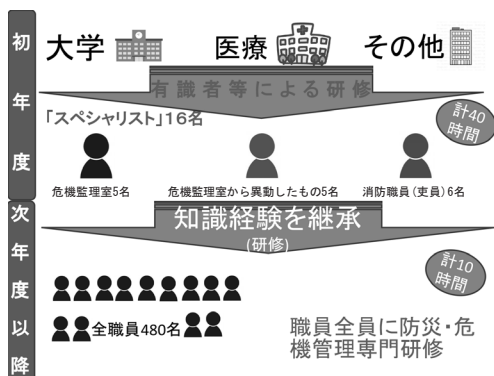 初年度
大学
医療
その他
有識者等による研修
「スペシャリスト」16名
計40
時間
危機監理室5名
危機監理室から異動したもの5名
消防職員(吏員)6名
次年度以降
知識経験を継承
(研修)
計10
時間
全職員480名
職員全員に防災・危
機管理専門研修